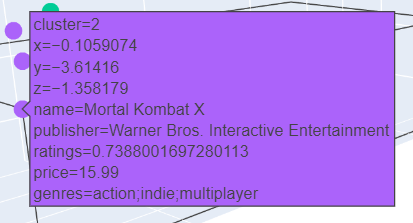 cluster=2
x=−0.1059074
y=−3.61416
z=−1.358179
name=Mortal Kombat X
publisher=Warner Bros. Interactive Entertainment
ratings=0.7388001697280113
price=15.99
genres=action;indie;multiplayer